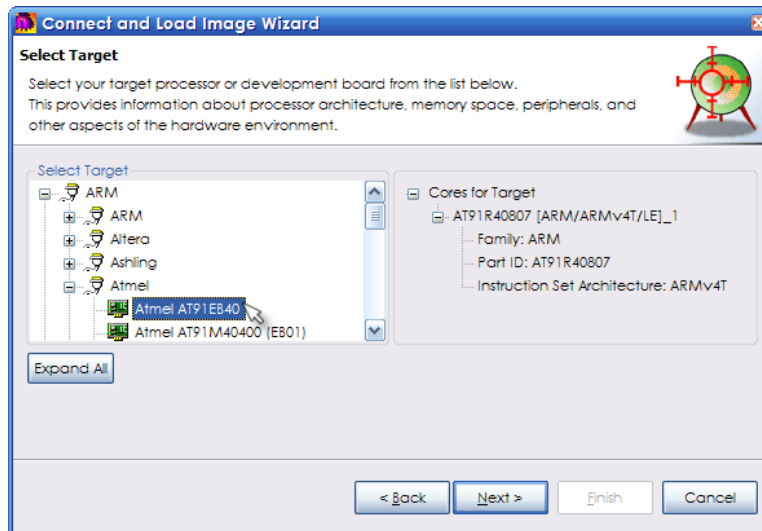 Connect and Load Image Wizard
Select Target
Select your target processor or development board from the list below.
This provides information about processor architecture, memory space, peripherals, and
other aspects of the hardware environment.
Select Target
ARM
ARM
Altera
Ashling
Atmel
Atmel AT91EB40
Atmel AT91M40400 (EB01)
Cores for Target
AT91R40807 [ARM/ARMv4T/LE]_1
Family: ARM
Part ID: AT91R40807
Instruction Set Architecture: ARMv4T
Expand All
< Back
Next >
Finish
Cancel